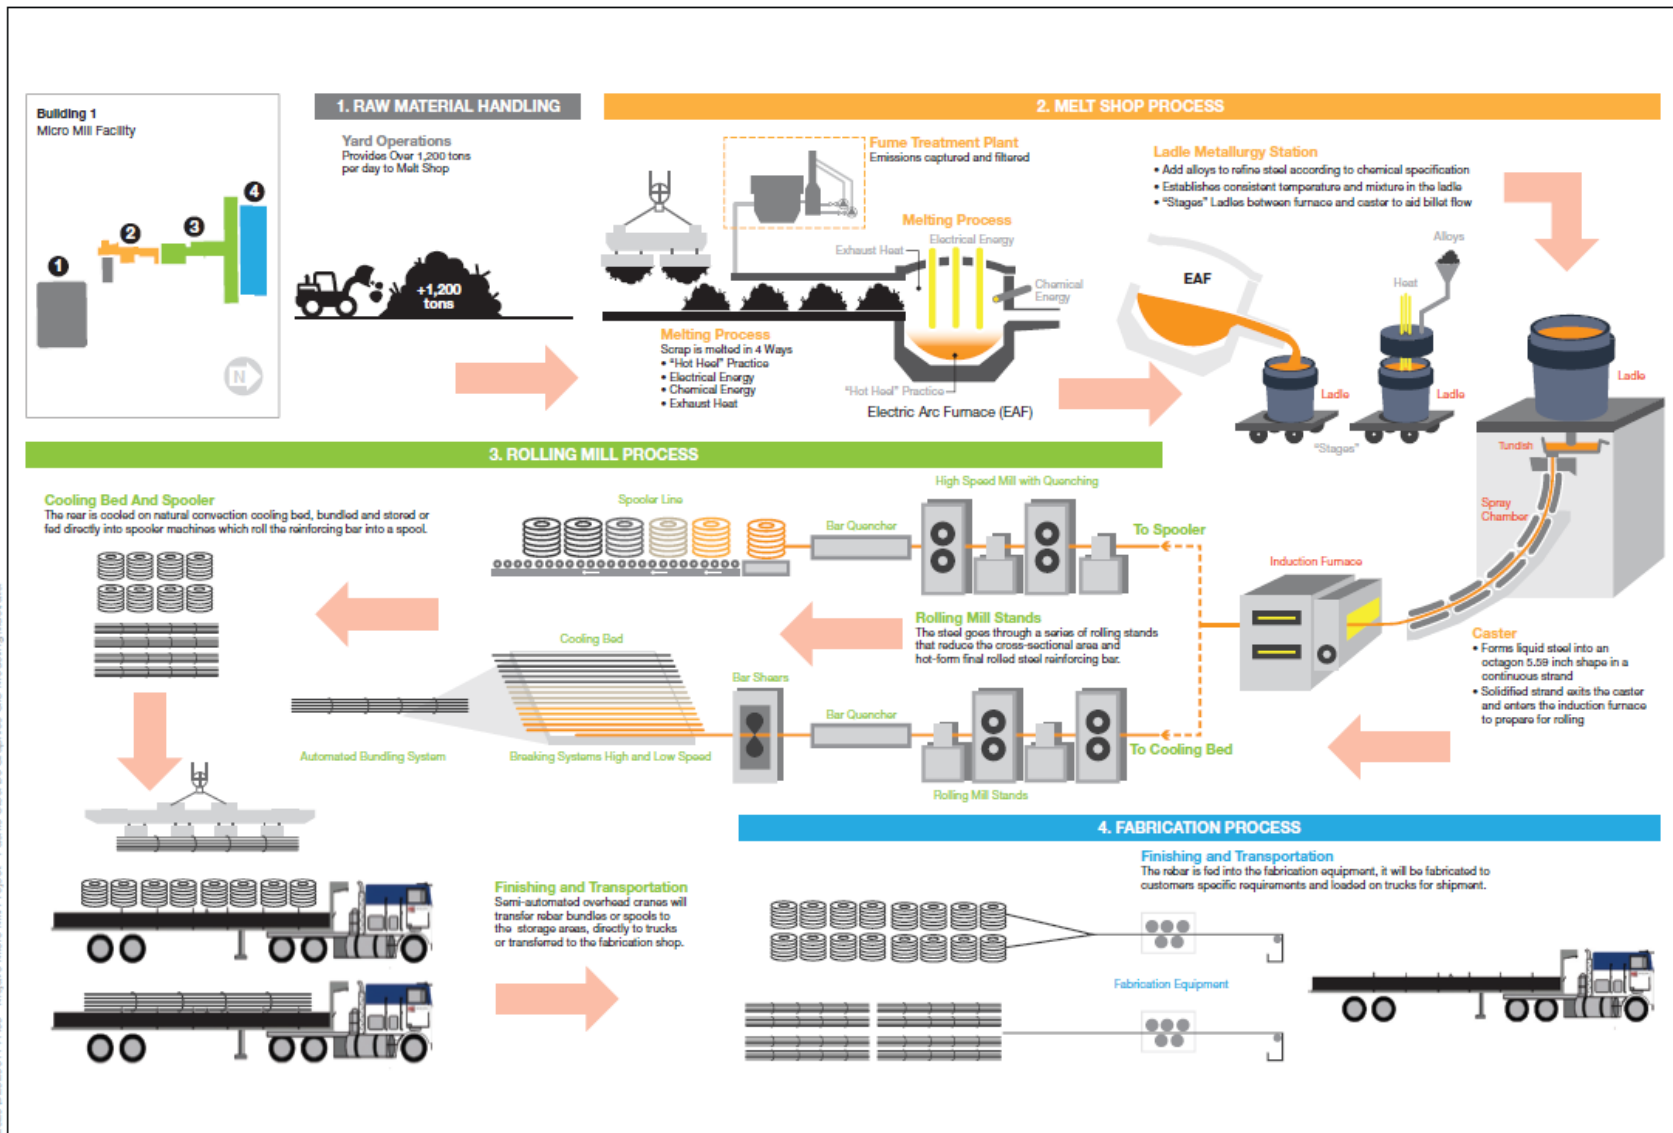 Building 1
Micro Mill Facility
1
2
3
4
N
1. RAW MATERIAL HANDLING
Yard Operations
Provides Over 1,200 tons
per day to Melt Shop
+1,200
tons
2. MELT SHOP PROCESS
Fume Treatment Plant
Emissions captured and filtered
Melting Process
Electrical Energy
Exhaust Heat
Chemical
Energy
Melting Process
Scrap is melted in 4 Ways
• "Hot Heel" Practice
• Electrical Energy
• Chemical Energy
• Exhaust Heat
"Hot Heel" Practice
Electric Arc Furnace (EAF)
Ladle Metallurgy Station
• Add alloys to refine steel according to chemical specification
• Establishes consistent temperature and mixture in the ladle
• "Stages" Ladles between furnace and caster to aid billet flow
EAF
Alloys
Heat
Ladle
Ladle
"Stages"
Ladle
Tundish
Spray
Chamber
Induction Furnace
Caster
• Forms liquid steel into an
octagon 5.59 inch shape in a
continuous strand
• Solidified strand exits the caster
and enters the induction furnace
to prepare for rolling
3. ROLLING MILL PROCESS
Cooling Bed And Spooler
The rear is cooled on natural convection cooling bed, bundled and stored or
fed directly into spooler machines which roll the reinforcing bar into a spool.
Spooler Line
Bar Quencher
High Speed Mill with Quenching
To Spooler
Rolling Mill Stands
The steel goes through a series of rolling stands
that reduce the cross-sectional area and
hot-form final rolled steel reinforcing bar.
Cooling Bed
Bar Shears
Bar Quencher
To Cooling Bed
Automated Bundling System
Breaking Systems High and Low Speed
Rolling Mill Stands
Finishing and Transportation
Semi-automated overhead cranes will
transfer rebar bundles or spools to
the storage areas, directly to trucks
or transferred to the fabrication shop.
4. FABRICATION PROCESS
Finishing and Transportation
The rebar is fed into the fabrication equipment, it will be fabricated to
customers specific requirements and loaded on trucks for shipment.
Fabrication Equipment